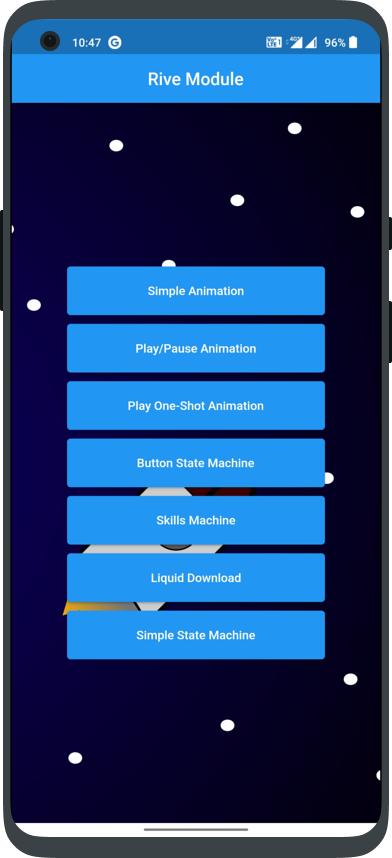 10:47 G 96%
Rive Module
Simple Animation
Play/Pause Animation
Play One-Shot Animation
Button State Machine
Skills Machine
Liquid Download
Simple State Machine